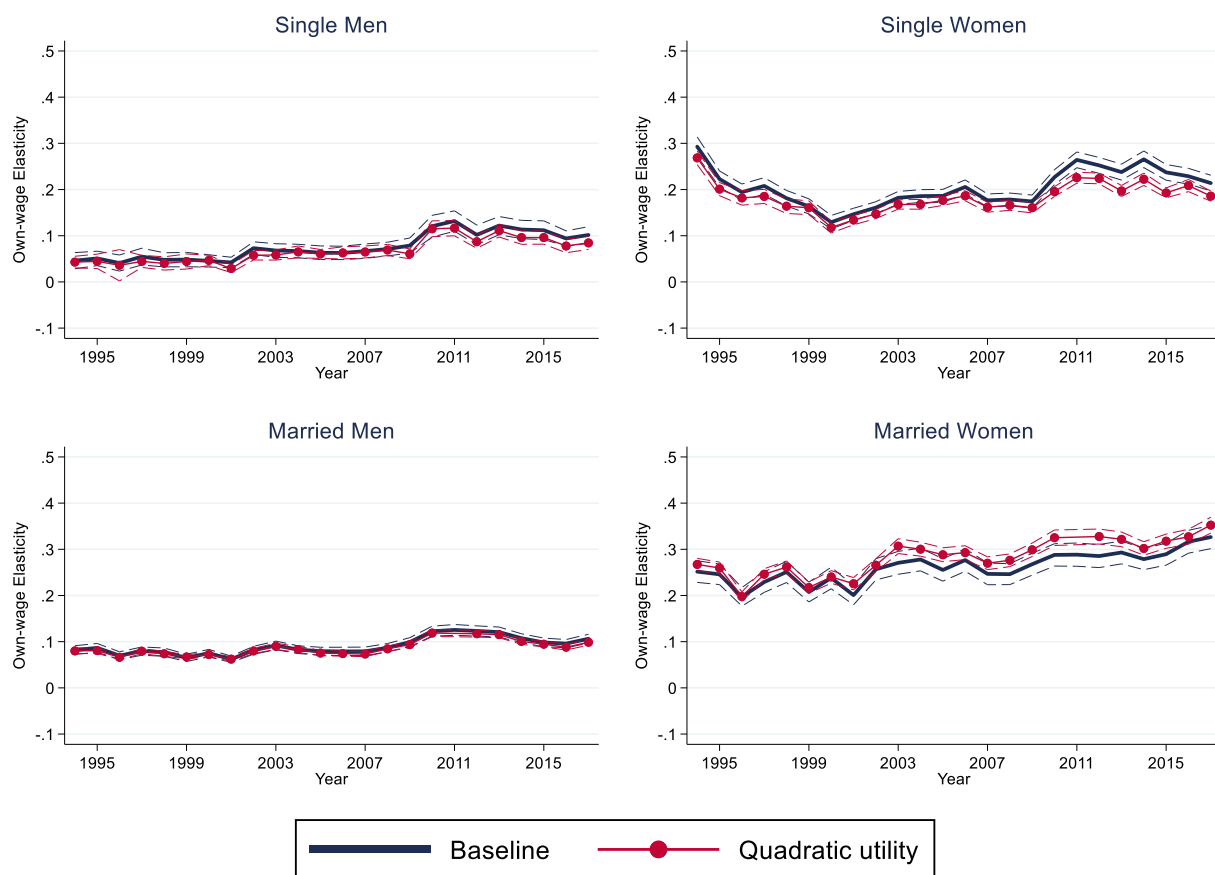 Single Men
Own-wage Elasticity
.5
.4
.3
.2
.1
0
-.1
1995 1999 2003 2007 2011 2015
Year
Single Women
Own-wage Elasticity
.5
.4
.3
.2
.1
0
-.1
1995 1999 2003 2007 2011 2015
Year
Married Men
Own-wage Elasticity
.5
.4
.3
.2
.1
0
-.1
1995 1999 2003 2007 2011 2015
Year
Married Women
Own-wage Elasticity
.5
.4
.3
.2
.1
0
-.1
1995 1999 2003 2007 2011 2015
Year
Baseline Quadratic utility